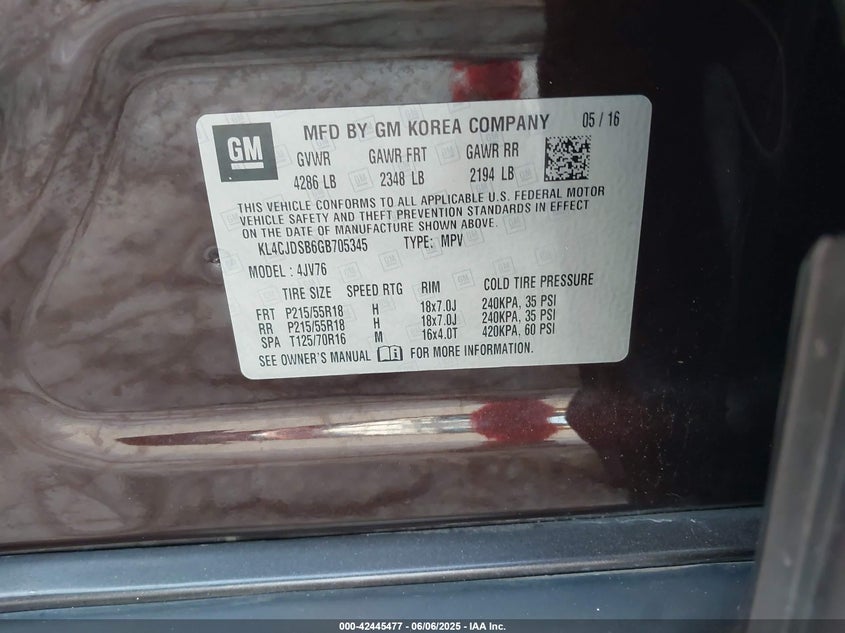 GM
MFD BY GM KOREA COMPANY 05 / 16
GVWR GAWR FRT GAWR RR
4286 LB 2348 LB 2194 LB
THIS VEHICLE CONFORMS TO ALL APPLICABLE U.S. FEDERAL MOTOR
VEHICLE SAFETY AND THEFT PREVENTION STANDARDS IN EFFECT
ON THE DATE OF MANUFACTURE SHOWN ABOVE.
KL4CJDSB6GB705345 TYPE: MPV
MODEL : 4JV76
TIRE SIZE SPEED RTG RIM COLD TIRE PRESSURE
FRT P215/55R18 H 18x7.0J 240KPA, 35 PSI
RR P215/55R18 H 18x7.0J 240KPA, 35 PSI
SPA T125/70R16 M 16x4.0T 420KPA, 60 PSI
SEE OWNER'S MANUAL FOR MORE INFORMATION.
000-42445477 - 06/06/2025 - IAA Inc.